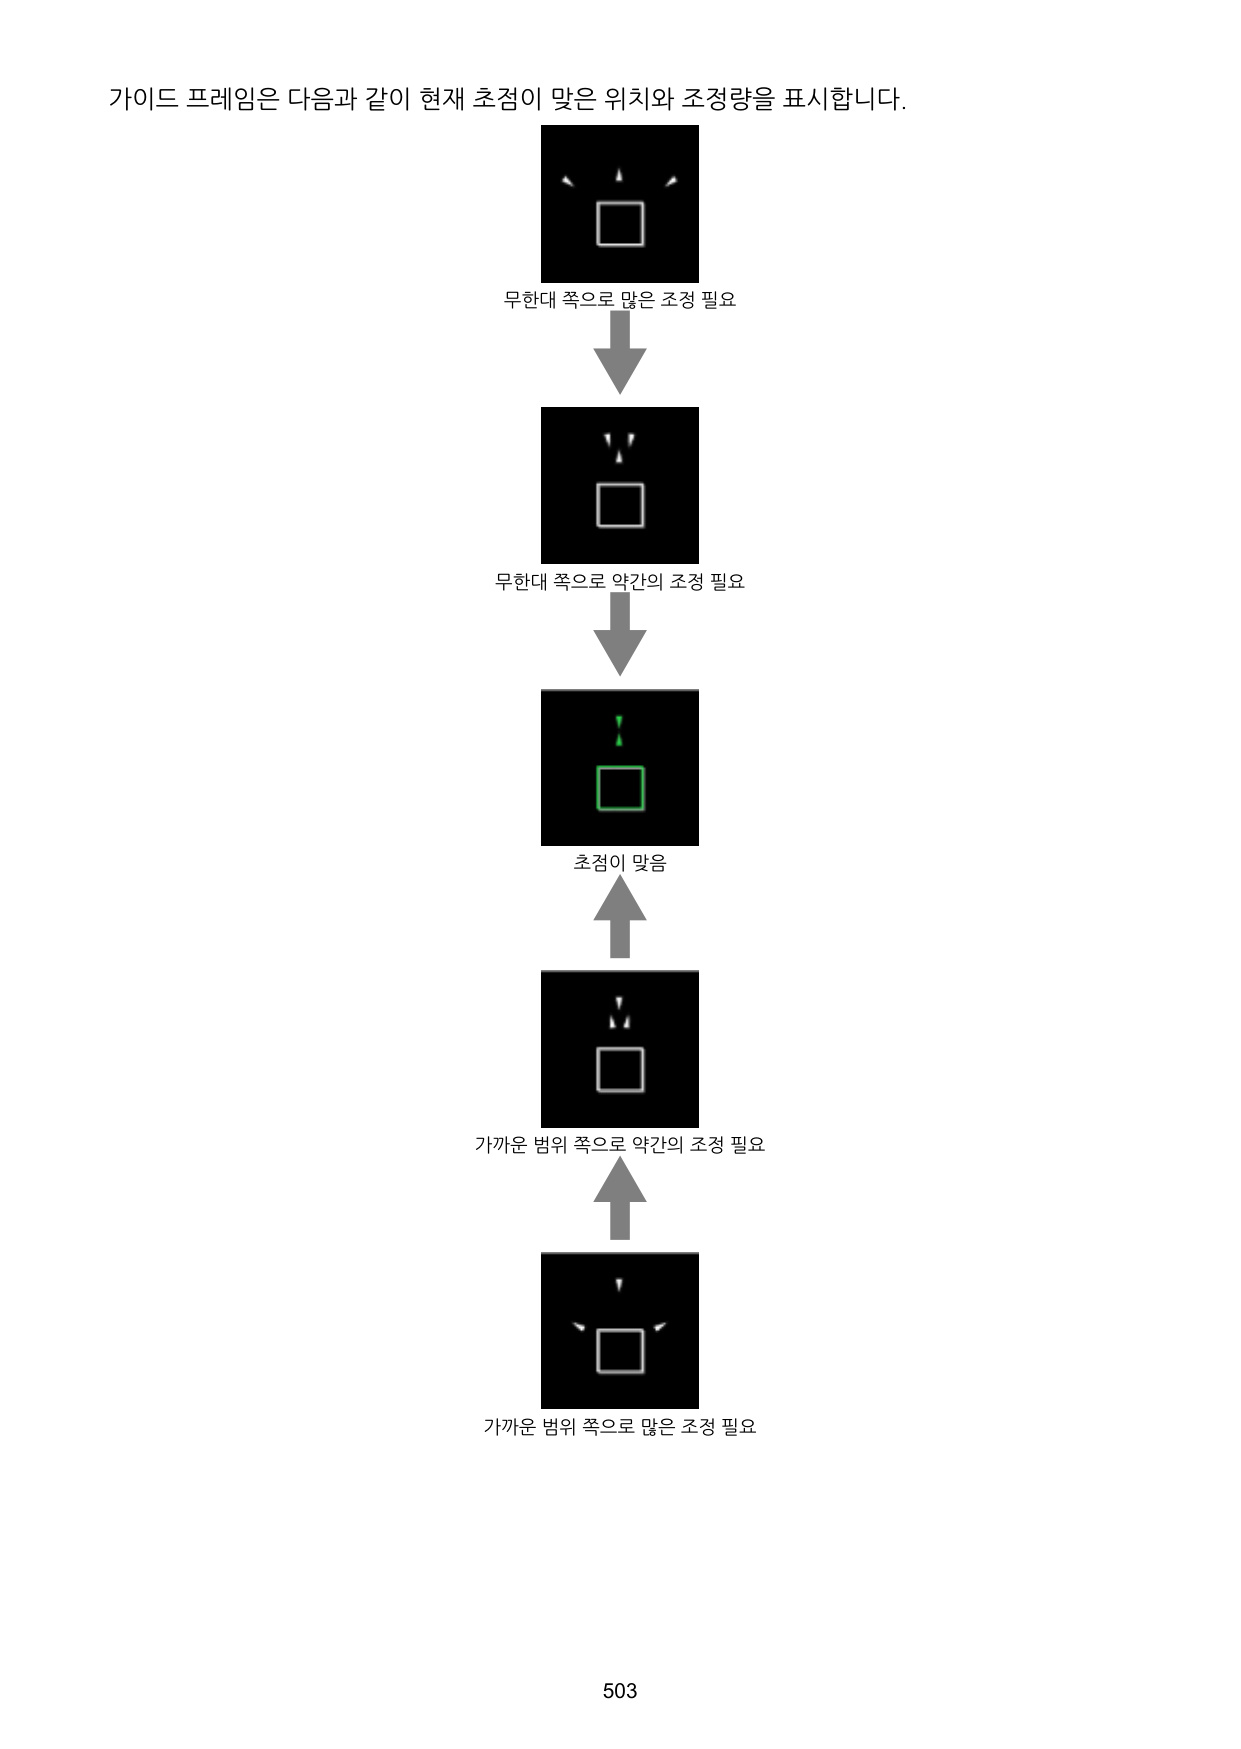 가이드 프레임은 다음과 같이 현재 초점이 맞은 위치와 조정량을 표시합니다.
무한대 쪽으로 많은 조정 필요
무한대 쪽으로 약간의 조정 필요
초점이 맞음
가까운 범위 쪽으로 약간의 조정 필요
가까운 범위 쪽으로 많은 조정 필요
503